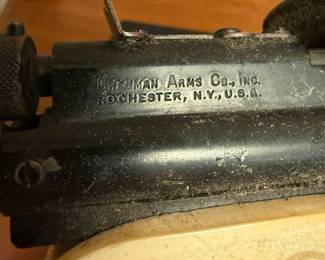 CROSMAN ARMS CO., INC.
ROCHESTER, N.Y., U.S.A.